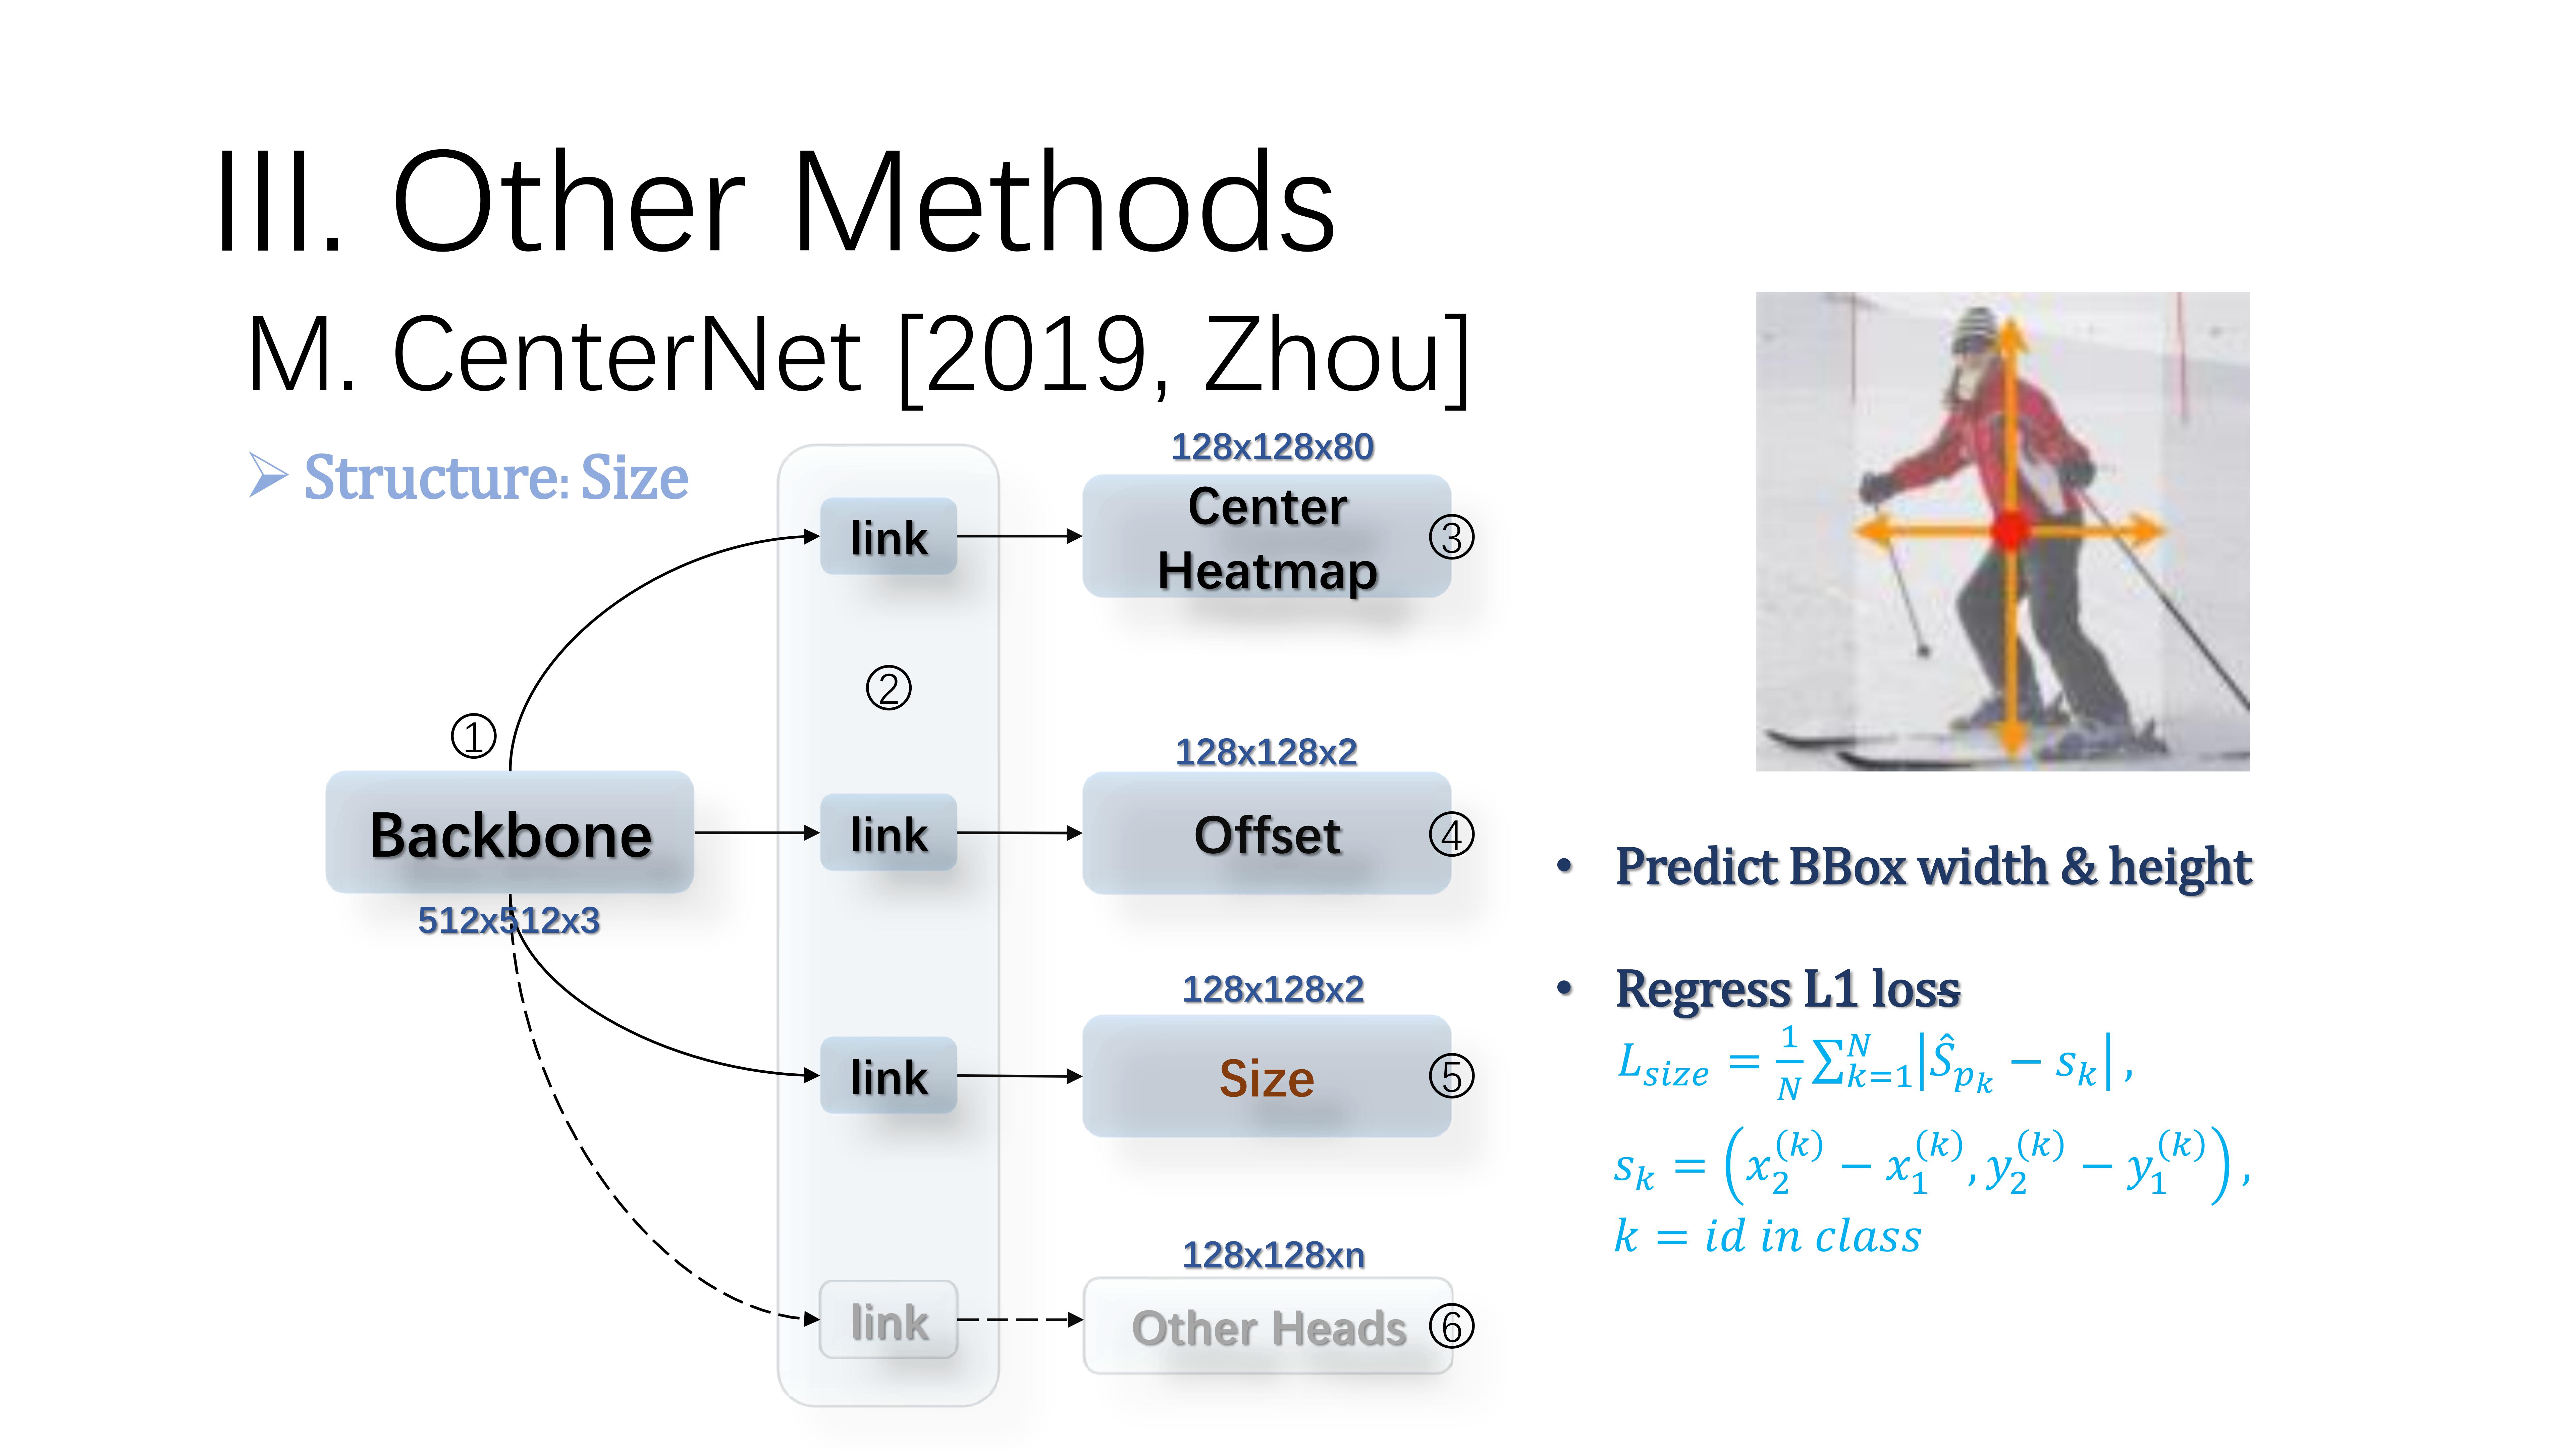 III. Other Methods
M. CenterNet [2019, Zhou]
➢ Structure: Size
128x128x80
link
Center
Heatmap
③
②
①
128x128x2
Backbone
link
Offset
④
512x512x3
128x128x2
link
Size
⑤
128x128xn
link
Other Heads
⑥
• Predict BBox width & height
• Regress L1 loss
$L_{size} = \frac{1}{N} \sum_{k=1}^{N} \left| \hat{S}_{p_k} - s_k \right|,$
$s_k = \left( x_2^{(k)} - x_1^{(k)}, y_2^{(k)} - y_1^{(k)} \right),$
$k = id\ in\ class$